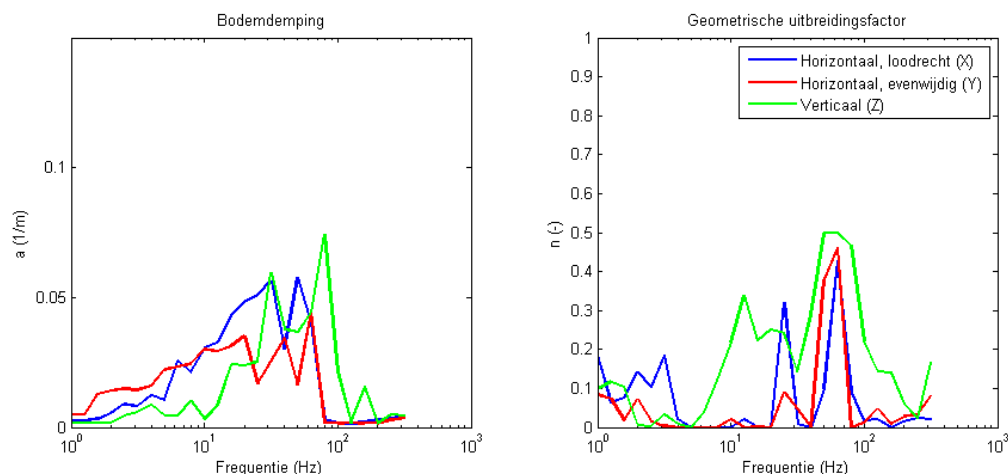 Bodemdemping
a (1/m)
0.1
0.05
0
10^0
10^1
10^2
10^3
Frequentie (Hz)
Geometrische uitbreidingsfactor
n (-)
1
0.9
0.8
0.7
0.6
0.5
0.4
0.3
0.2
0.1
0
10^0
10^1
10^2
10^3
Frequentie (Hz)
Horizontaal, loodrecht (X)
Horizontaal, evenwijdig (Y)
Verticaal (Z)